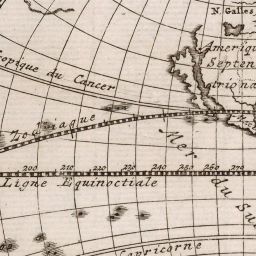 N. Galles
Amerique
Septen
trionale
Tropique du Cancer
Zodiaque
Mer
du Sud
200 210 220 230 240 250 260 270
Ligne Equinoctiale
Capricorne